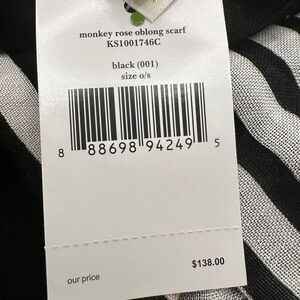 monkey rose oblong scarf
KS1001746C
black (001)
size o/s
8 88698 94249 5
our price
$138.00